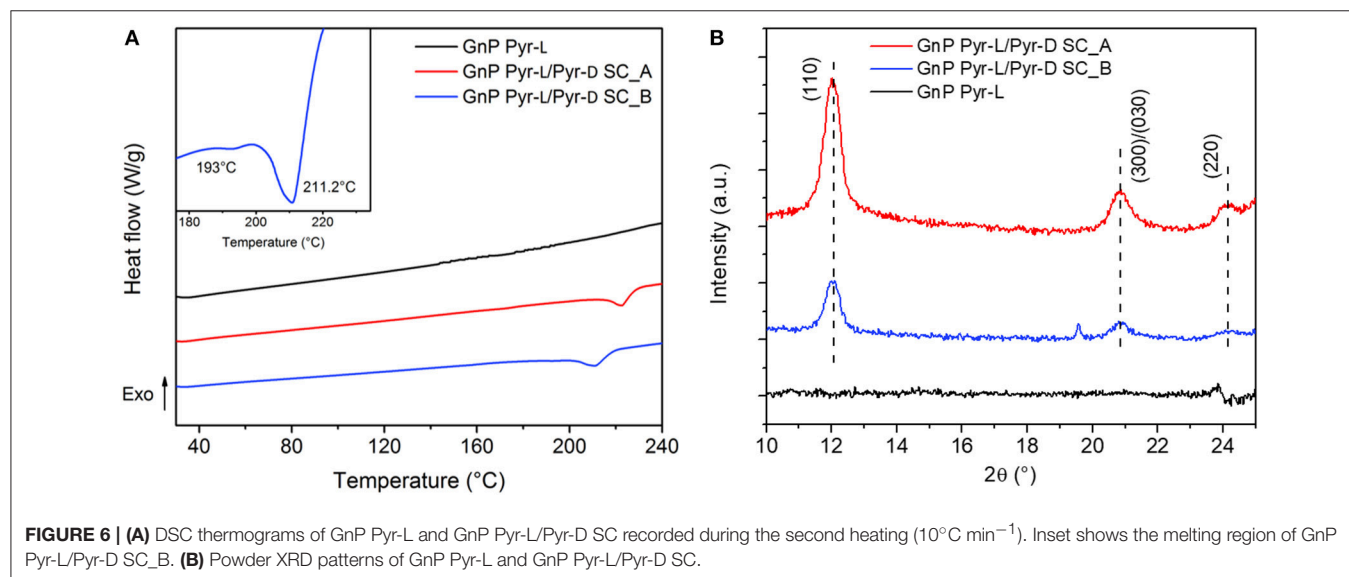 A
GnP Pyr-L
GnP Pyr-L/Pyr-D SC_A
GnP Pyr-L/Pyr-D SC_B
193°C
211.2°C
180 200 220
Temperature (°C)
Heat flow (W/g)
Exo
40 80 120 160 200 240
Temperature (°C)
B
GnP Pyr-L/Pyr-D SC_A
GnP Pyr-L/Pyr-D SC_B
GnP Pyr-L
(110)
(300)/(030)
(220)
Intensity (a.u.)
10 12 14 16 18 20 22 24
2θ (°)
FIGURE 6 | (A) DSC thermograms of GnP Pyr-L and GnP Pyr-L/Pyr-D SC recorded during the second heating (10°C min⁻¹). Inset shows the melting region of GnP
Pyr-L/Pyr-D SC_B. (B) Powder XRD patterns of GnP Pyr-L and GnP Pyr-L/Pyr-D SC.